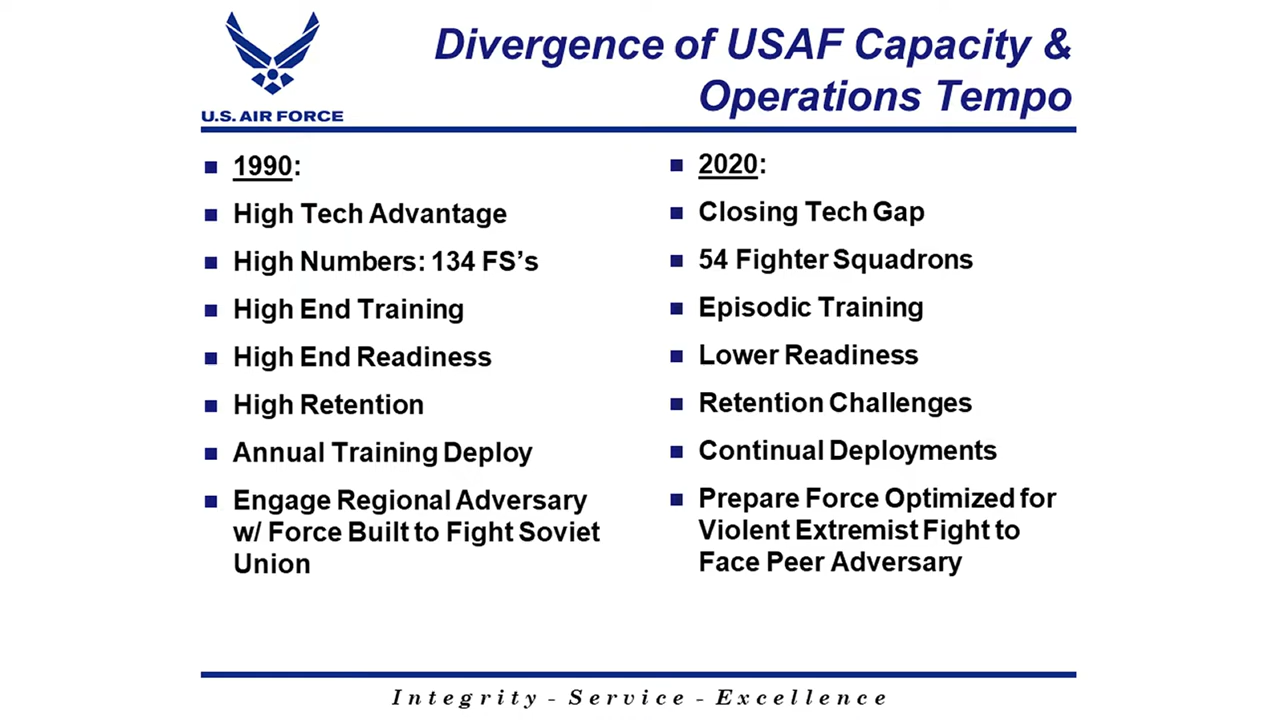 Divergence of USAF Capacity &
Operations Tempo
U.S. AIR FORCE
1990:
High Tech Advantage
High Numbers: 134 FS’s
High End Training
High End Readiness
High Retention
Annual Training Deploy
Engage Regional Adversary
w/ Force Built to Fight Soviet
Union
2020:
Closing Tech Gap
54 Fighter Squadrons
Episodic Training
Lower Readiness
Retention Challenges
Continual Deployments
Prepare Force Optimized for
Violent Extremist Fight to
Face Peer Adversary
Integrity - Service - Excellence